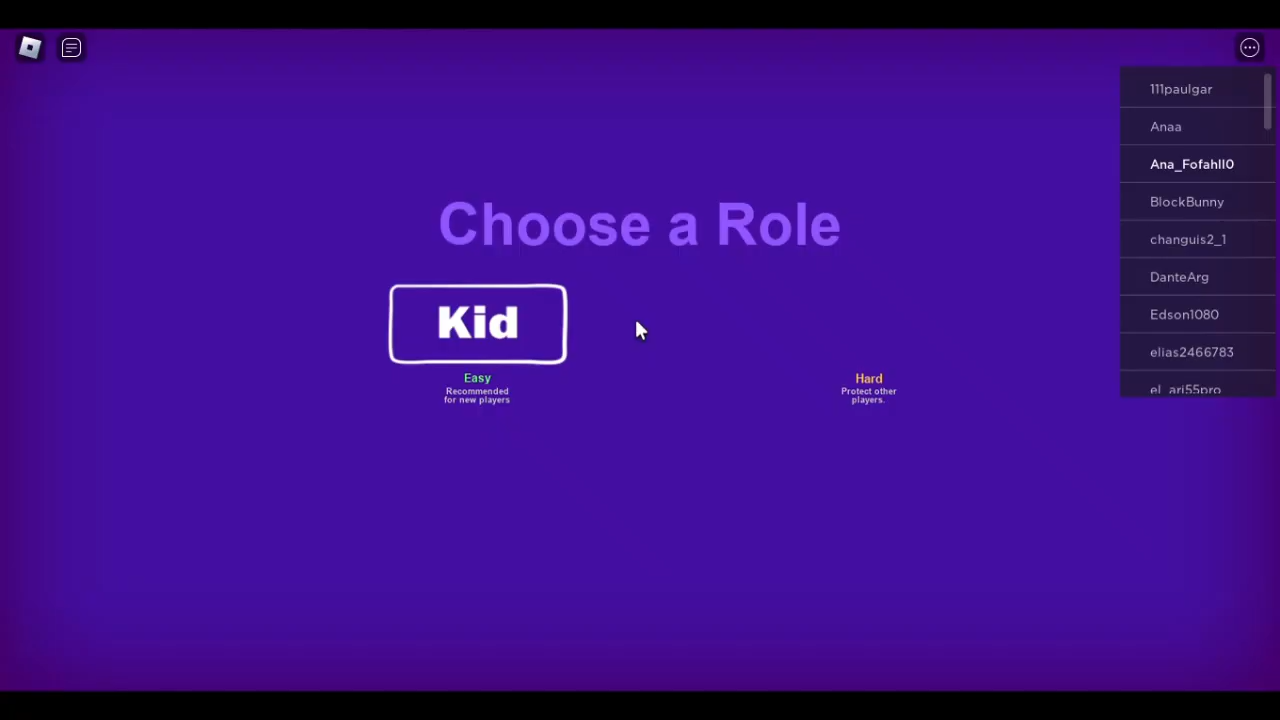 Choose a Role
Kid
Easy
Recommended
for new players
Hard
Protect other
players.
111paulgar
Anaa
Ana_Fofahll0
BlockBunny
changuis2_1
DanteArg
Edson1080
elias2466783
el_ari55pro